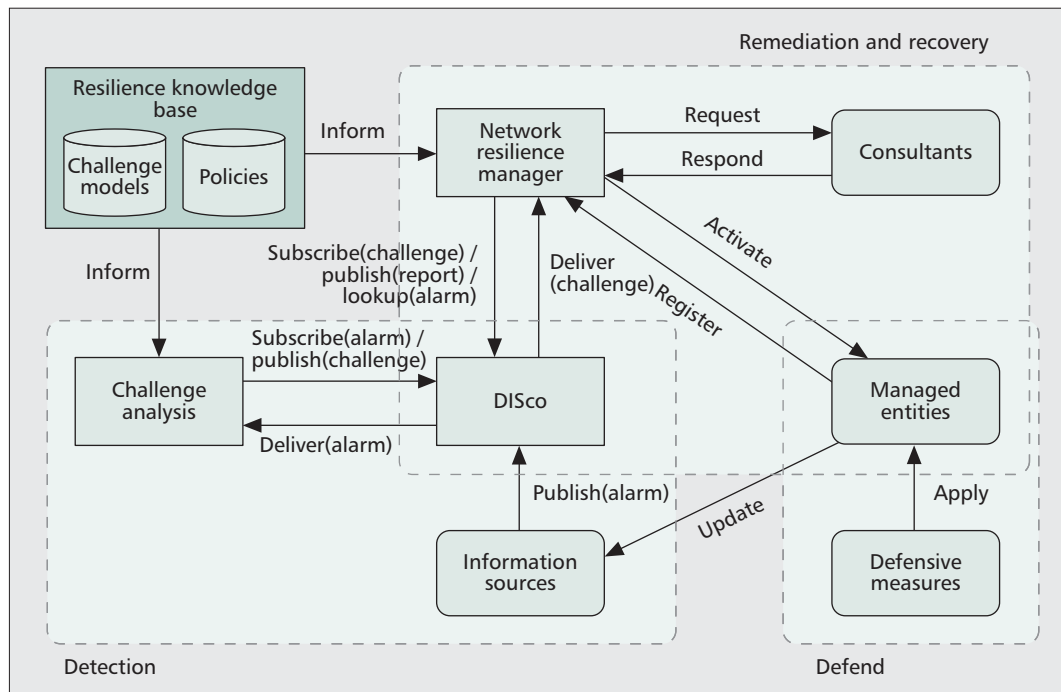 Remediation and recovery
Resilience knowledge
base
Challenge
models
Policies
Inform
Network
resilience
manager
Request
Respond
Consultants
Inform
Subscribe(challenge) /
publish(report) /
lookup(alarm)
Deliver
(challenge)
Activate
Register
Subscribe(alarm) /
publish(challenge)
Challenge
analysis
DISco
Managed
entities
Deliver(alarm)
Publish(alarm)
Update
Apply
Information
sources
Defensive
measures
Detection
Defend